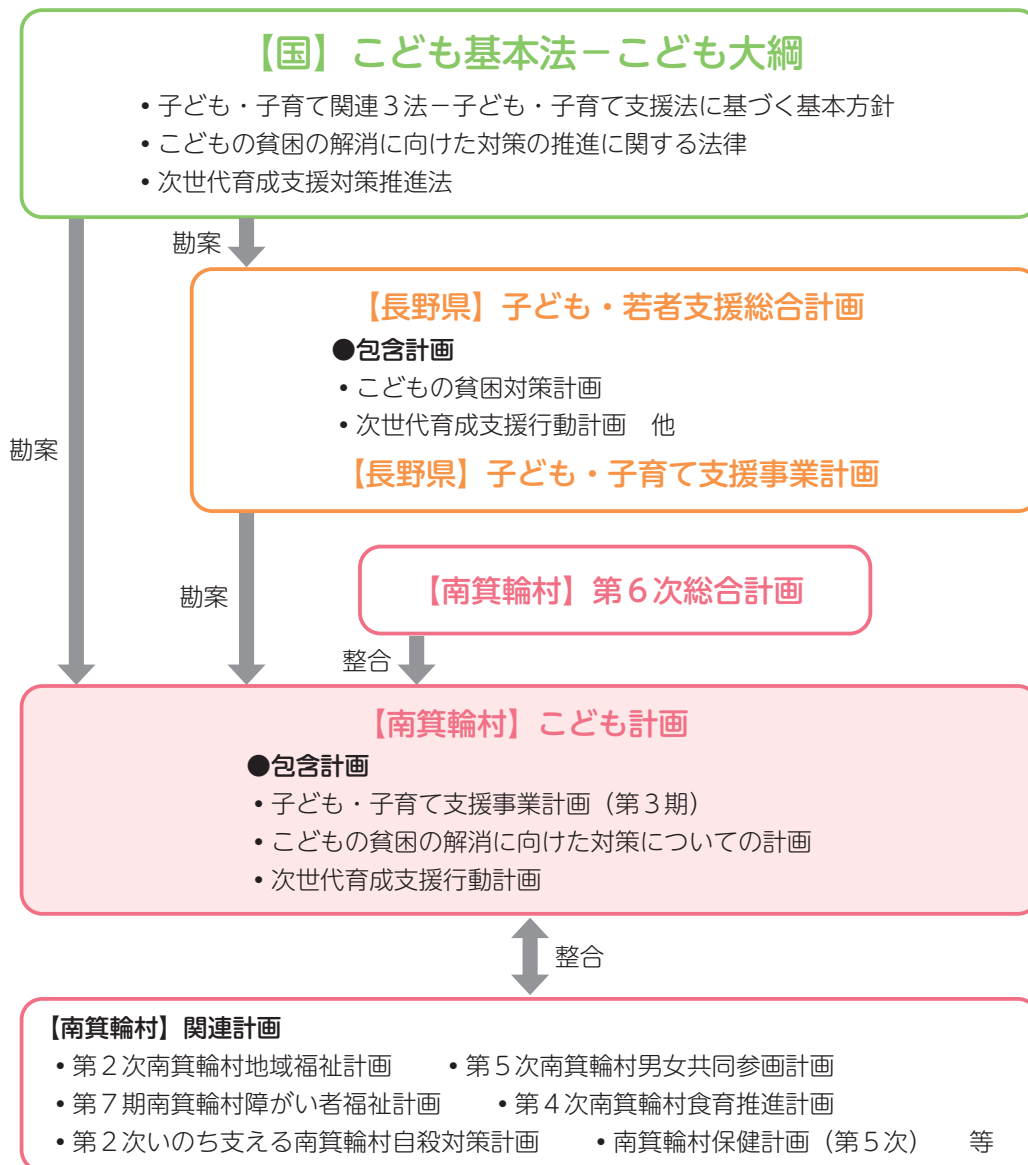 【国】こども基本法－こども大綱
•子ども・子育て関連３法－子ども・子育て支援法に基づく基本方針
•こどもの貧困の解消に向けた対策の推進に関する法律
•次世代育成支援対策推進法
勘案
【長野県】子ども・若者支援総合計画
●包含計画
•こどもの貧困対策計画
•次世代育成支援行動計画　他
【長野県】子ども・子育て支援事業計画
勘案
勘案
【南箕輪村】第６次総合計画
整合
【南箕輪村】こども計画
●包含計画
•子ども・子育て支援事業計画（第３期）
•こどもの貧困の解消に向けた対策についての計画
•次世代育成支援行動計画
整合
【南箕輪村】関連計画
•第２次南箕輪村地域福祉計画　•第５次南箕輪村男女共同参画計画
•第７期南箕輪村障がい者福祉計画　•第４次南箕輪村食育推進計画
•第２次いのち支える南箕輪村自殺対策計画　•南箕輪村保健計画（第５次）　等